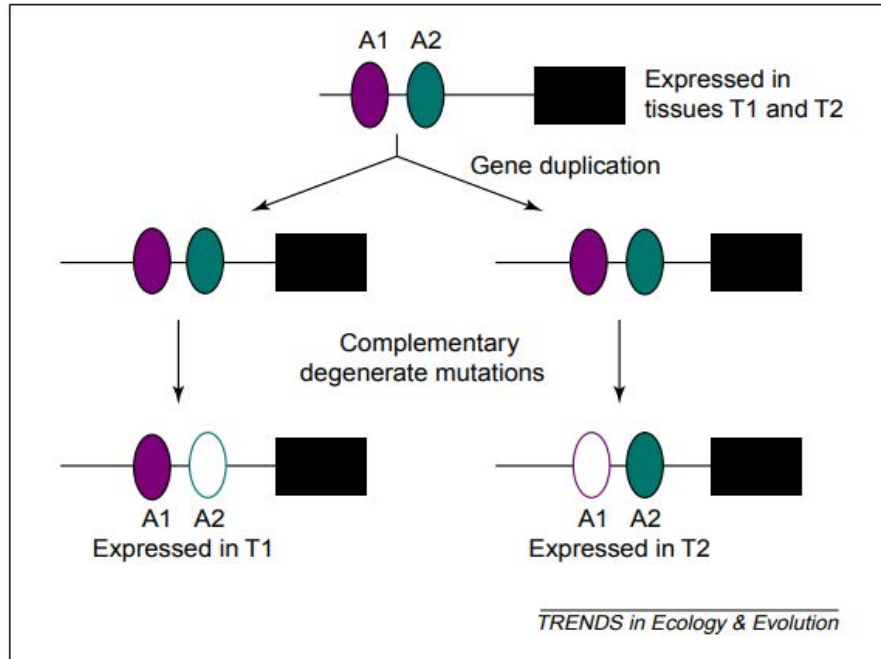 A1 A2
Expressed in
tissues T1 and T2
Gene duplication
Complementary
degenerate mutations
A1 A2
Expressed in T1
A1 A2
Expressed in T2
TRENDS in Ecology & Evolution